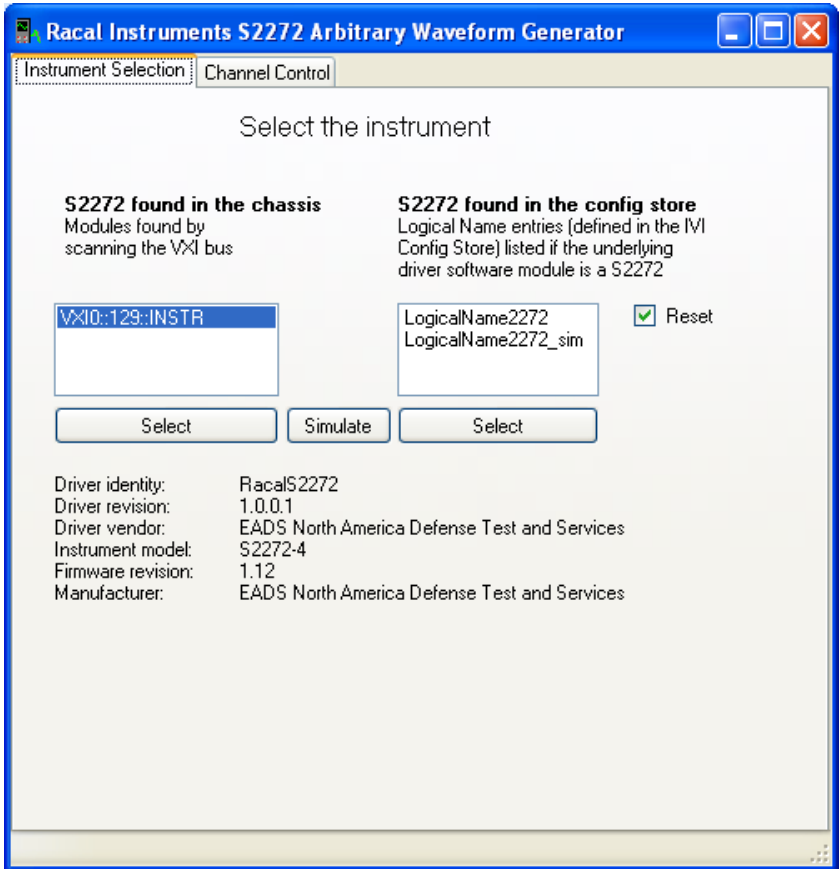 Racal Instruments S2272 Arbitrary Waveform Generator
Instrument Selection
Channel Control
Select the instrument
S2272 found in the chassis
Modules found by
scanning the VXI bus
S2272 found in the config store
Logical Name entries (defined in the IVI
Config Store) listed if the underlying
driver software module is a S2272
VXI0::129::INSTR
LogicalName2272
LogicalName2272_sim
Reset
Select
Simulate
Select
Driver identity: RacalS2272
Driver revision: 1.0.0.1
Driver vendor: EADS North America Defense Test and Services
Instrument model: S2272-4
Firmware revision: 1.12
Manufacturer: EADS North America Defense Test and Services